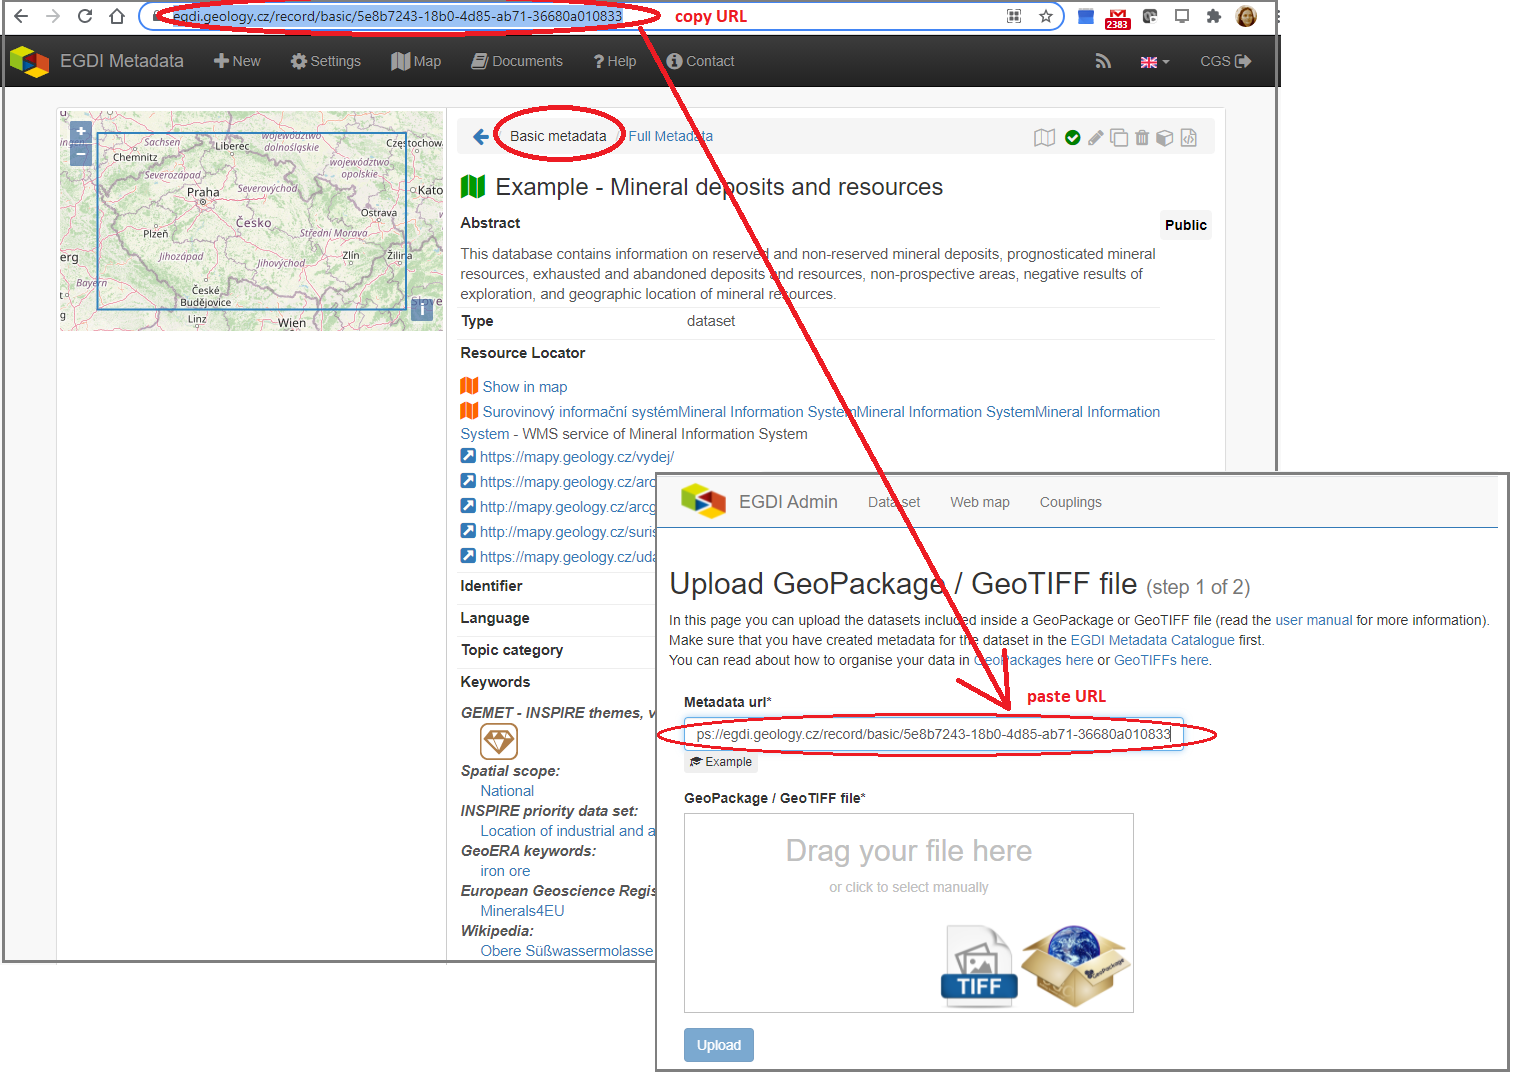 egdi.geology.cz/record/basic/5e8b7243-18b0-4d85-ab71-36680a010833
copy URL
2383
EGDI Metadata
New
Settings
Map
Documents
? Help
Contact
CGS
+
−
Sachsen
Liberec
województwo
dolnośląskie
Częstochow
Chemnitz
Severozápad
województwo
opolskie
Praha
Severovýchod
Kato
Ostrava
Česko
Plzeň
Střední Morava
Jihozápad
Jihovýchod
Zlín
Žilina
erg
Bayern
České
Budějovice
Slove
i
Linz
Wien
Basic metadata
Full Metadata
Example - Mineral deposits and resources
Abstract
Public
This database contains information on reserved and non-reserved mineral deposits, prognosticated mineral
resources, exhausted and abandoned deposits and resources, non-prospective areas, negative results of
exploration, and geographic location of mineral resources.
Type dataset
Resource Locator
Show in map
Surovinový informační systémMineral Information SystemMineral Information SystemMineral Information
System - WMS service of Mineral Information System
https://mapy.geology.cz/vydej/
https://mapy.geology.cz/arc
http://mapy.geology.cz/arcg
http://mapy.geology.cz/suris
https://mapy.geology.cz/uda
Identifier
Language
Topic category
Keywords
GEMET - INSPIRE themes, v
Spatial scope:
National
INSPIRE priority data set:
Location of industrial and a
GeoERA keywords:
iron ore
European Geoscience Regis
Minerals4EU
Wikipedia:
Obere Süßwassermolasse
EGDI Admin
Data set
Web map
Couplings
Upload GeoPackage / GeoTIFF file (step 1 of 2)
In this page you can upload the datasets included inside a GeoPackage or GeoTIFF file (read the user manual for more information).
Make sure that you have created metadata for the dataset in the EGDI Metadata Catalogue first.
You can read about how to organise your data in GeoPackages here or GeoTIFFs here.
paste URL
Metadata url*
ps://egdi.geology.cz/record/basic/5e8b7243-18b0-4d85-ab71-36680a010833
Example
GeoPackage / GeoTIFF file*
Drag your file here
or click to select manually
TIFF
GeoPackage
Upload